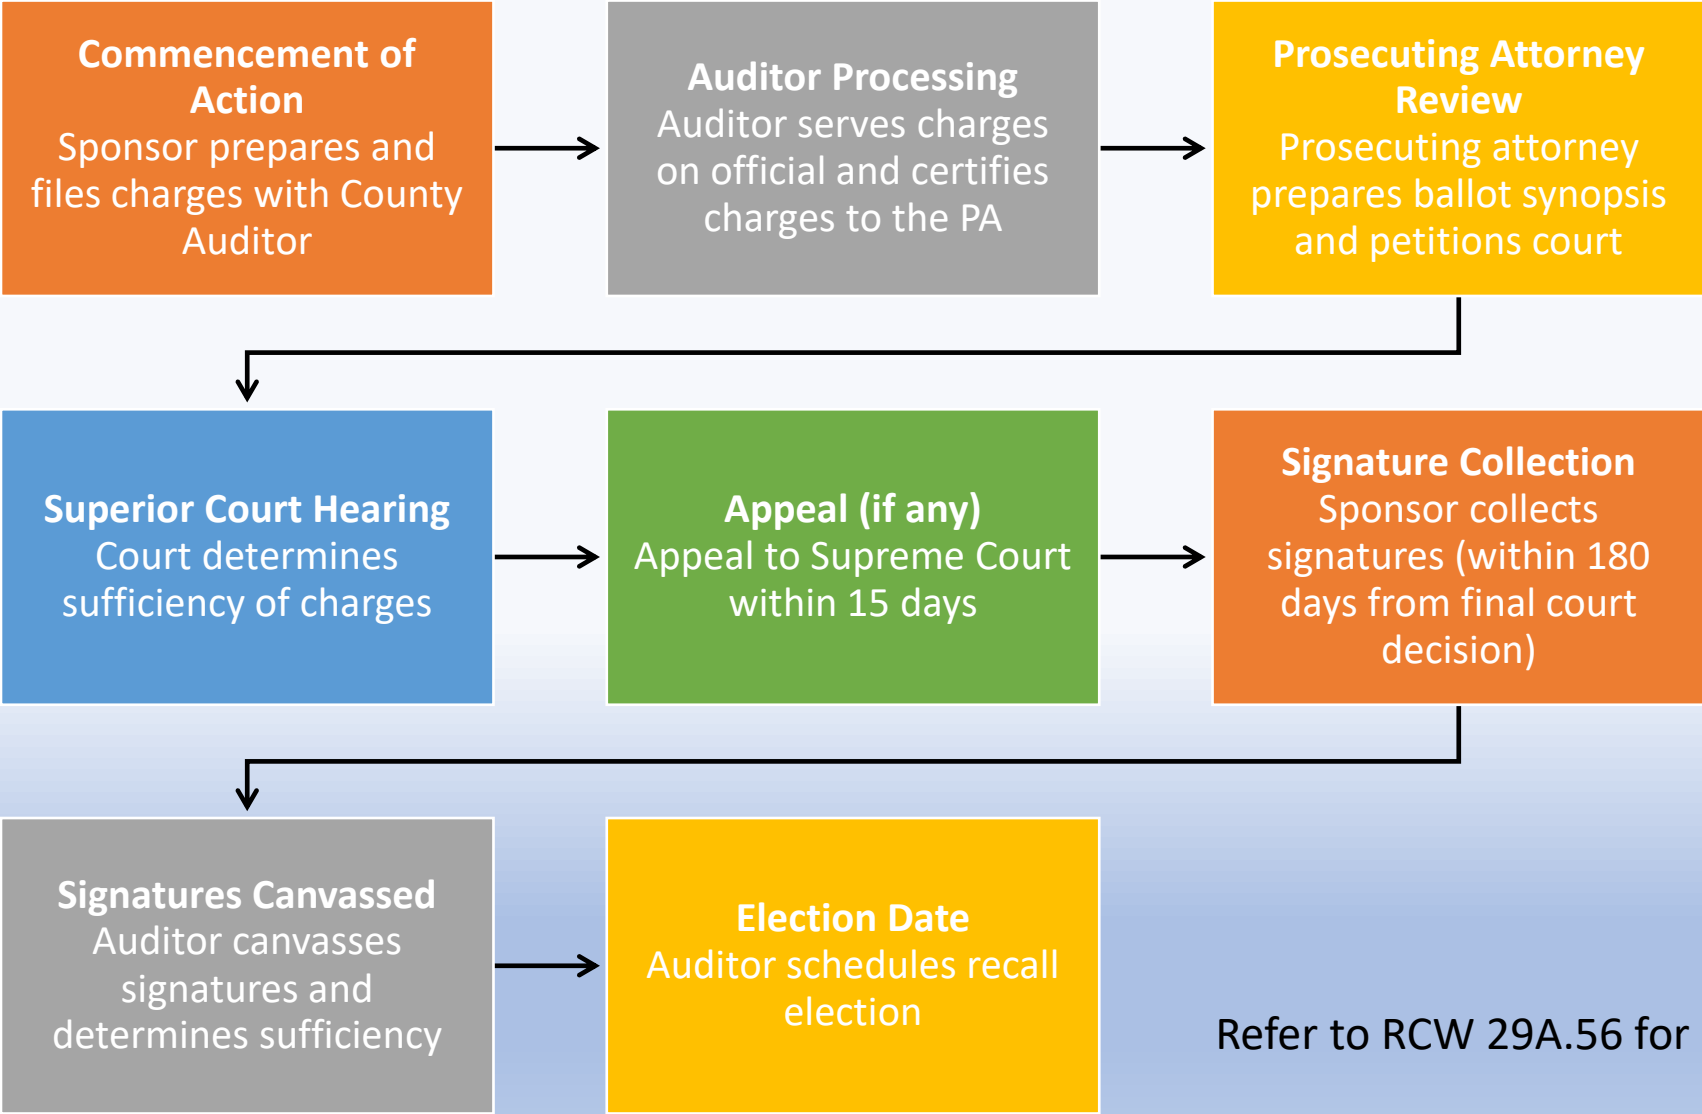 Commencement of
Action
Sponsor prepares and
files charges with County
Auditor
Auditor Processing
Auditor serves charges
on official and certifies
charges to the PA
Prosecuting Attorney
Review
Prosecuting attorney
prepares ballot synopsis
and petitions court
Superior Court Hearing
Court determines
sufficiency of charges
Appeal (if any)
Appeal to Supreme Court
within 15 days
Signature Collection
Sponsor collects
signatures (within 180
days from final court
decision)
Signatures Canvassed
Auditor canvasses
signatures and
determines sufficiency
Election Date
Auditor schedules recall
election
Refer to RCW 29A.56 for